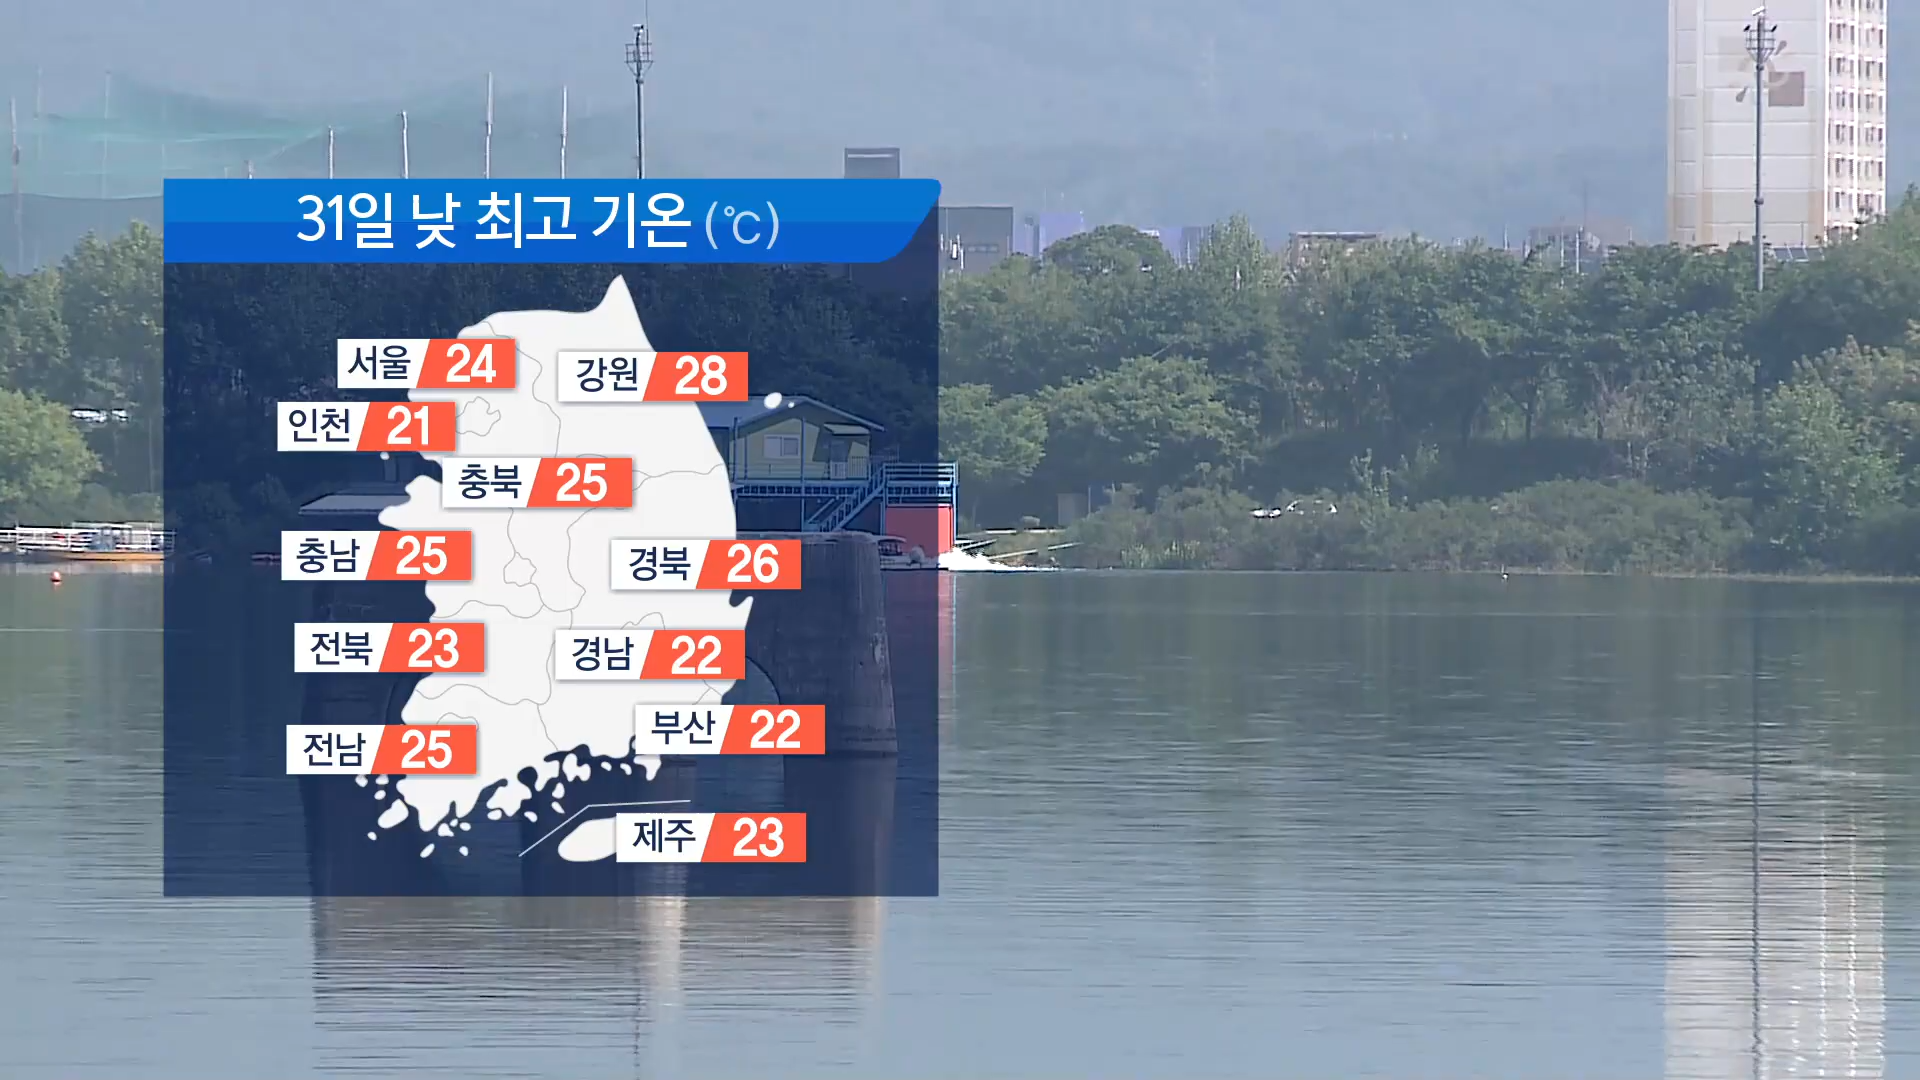 31일 낮 최고 기온 (℃)
서울 24
강원 28
인천 21
충북 25
충남 25
경북 26
전북 23
경남 22
부산 22
전남 25
제주 23